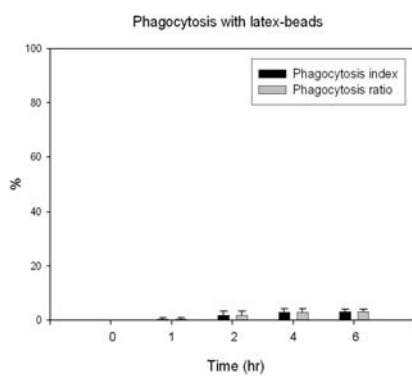 Phagocytosis with latex-beads
100
80
60
40
20
0
%
Phagocytosis index
Phagocytosis ratio
0 1 2 4 6
Time (hr)